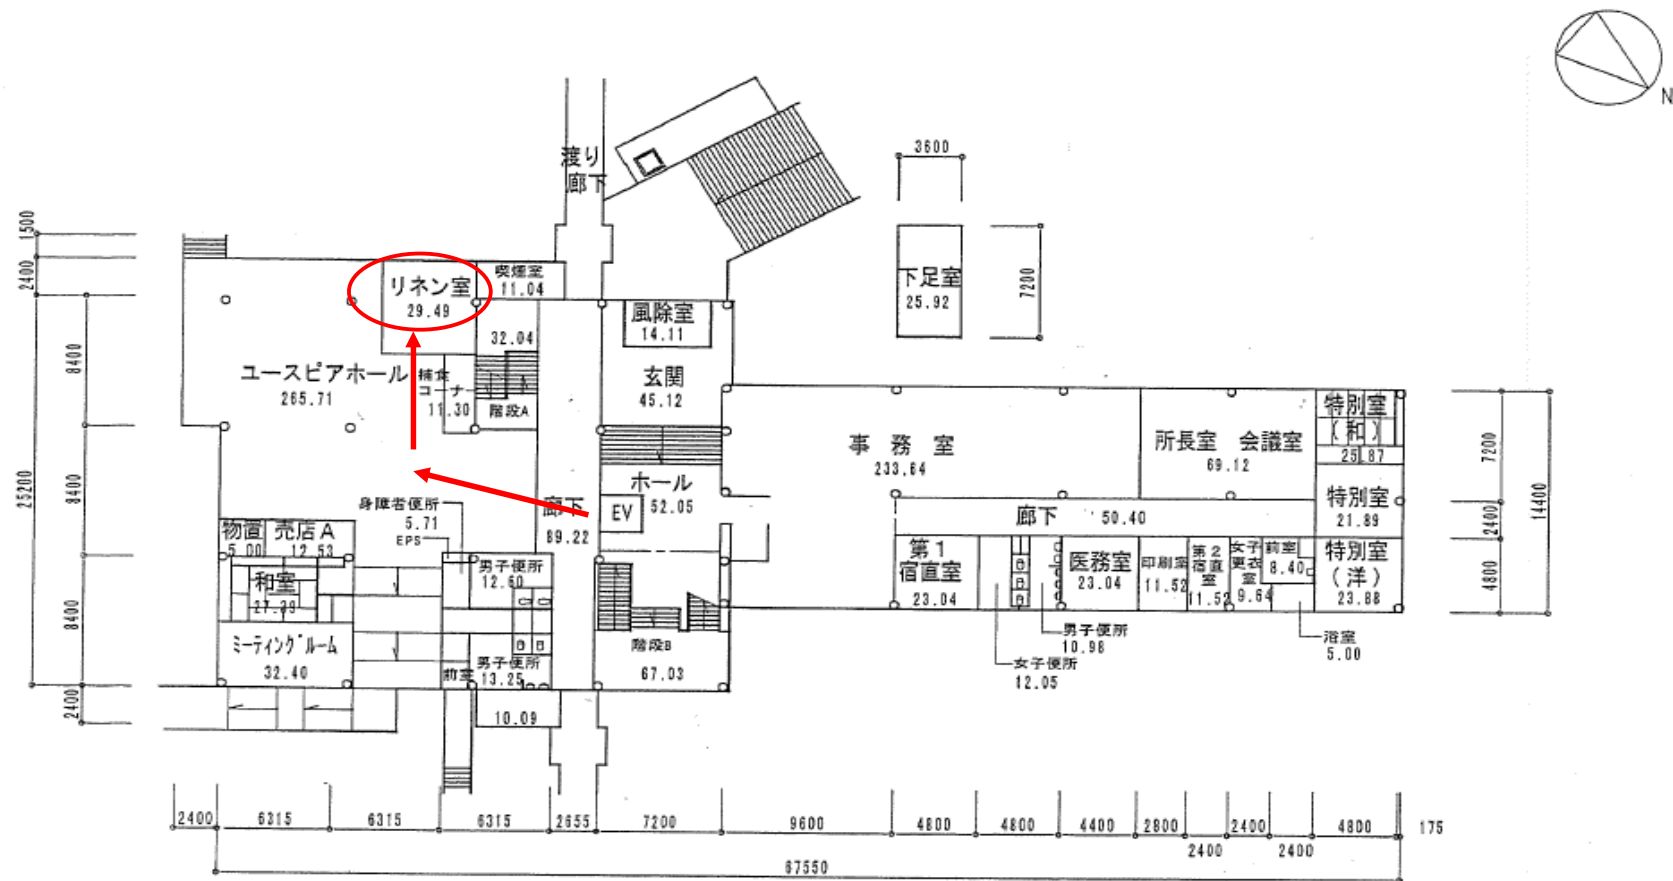 N
渡り
廊下
3600
1500
2400
8400
8400
8400
25200
2400
リネン室
29.49
喫煙室
11.04
32.04
風除室
14.11
下足室
25.92
7200
ユースピアホール
265.71
補食
コーナー
11.30
階段A
玄関
45.12
事務室
233.64
所長室 会議室
69.12
特別室
(和)
25.87
特別室
21.89
特別室
(洋)
23.88
7200
2400
4800
14400
ホール
52.05
EV
廊下
89.22
廊下 50.40
身障者便所
5.71
EPS
物置
5.00
売店A
12.53
和室
27.39
男子便所
12.60
第1
宿直室
23.04
医務室
23.04
印刷室
11.52
第2
宿直
室
11.52
女子
更衣
室
9.64
前室
8.40
男子便所
10.98
女子便所
12.05
浴室
5.00
ミーティングルーム
32.40
前室
男子便所
13.25
階段B
67.03
10.09
2400 6315 6315 6315 2655 7200 9600 4800 4800 4400 2800 2400 4800 175
2400 2400
67550